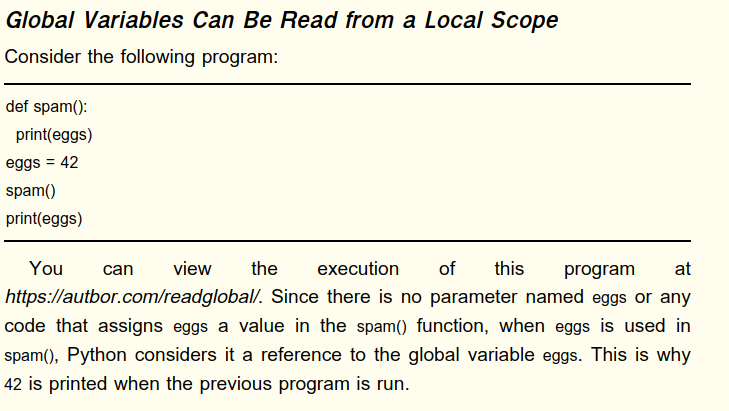 Global Variables Can Be Read from a Local Scope
Consider the following program:
def spam():
  print(eggs)
eggs = 42
spam()
print(eggs)
You can view the execution of this program at
https://autbor.com/readglobal/. Since there is no parameter named eggs or any
code that assigns eggs a value in the spam() function, when eggs is used in
spam(), Python considers it a reference to the global variable eggs. This is why
42 is printed when the previous program is run.